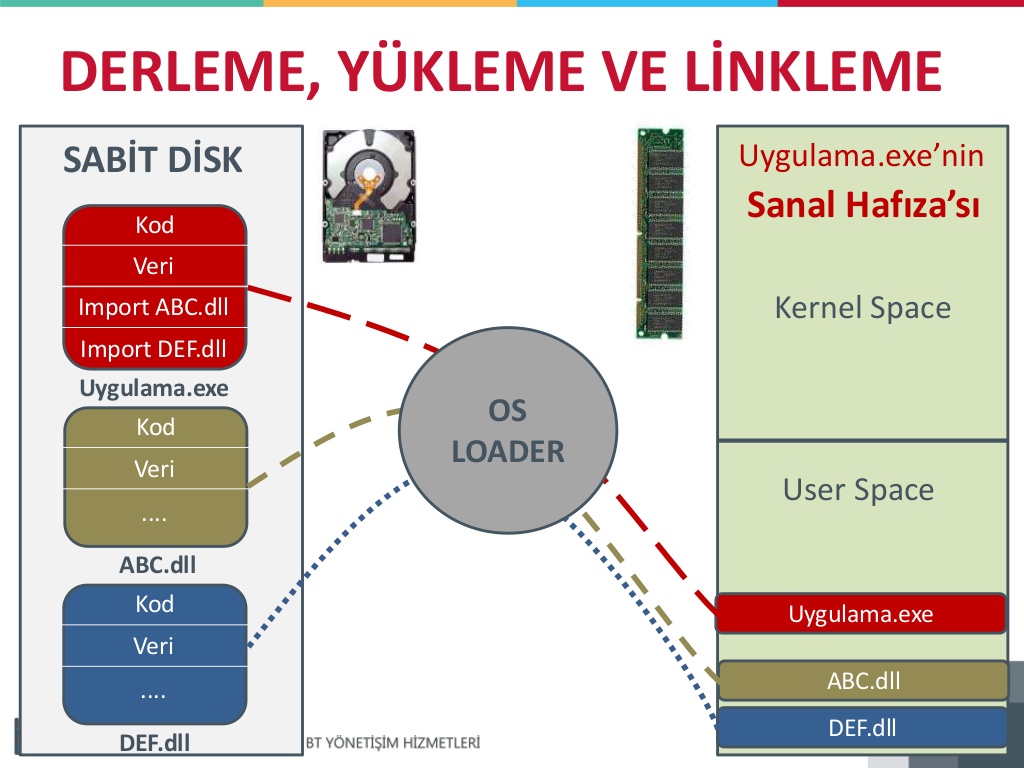 DERLEME, YÜKLEME VE LİNKLEME
SABİT DİSK
Kod
Veri
Import ABC.dll
Import DEF.dll
Uygulama.exe
Kod
Veri
....
ABC.dll
Kod
Veri
....
DEF.dll
OS
LOADER
Uygulama.exe’nin
Sanal Hafıza’sı
Kernel Space
User Space
Uygulama.exe
ABC.dll
DEF.dll
BT YÖNETİŞİM HİZMETLERİ